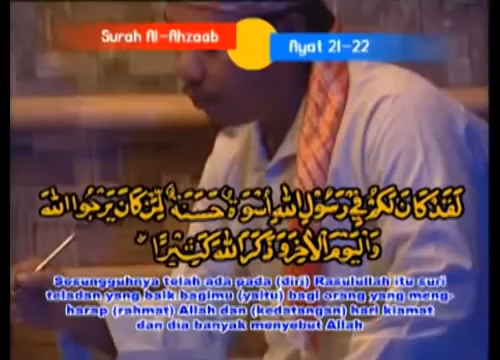 Surah Al-Ahzaab
Ayat 21-22
لَقَدْ كَانَ لَكُمْ فِي رَسُولِ اللَّهِ أُسْوَةٌ حَسَنَةٌ لِّمَن كَانَ يَرْجُوا اللَّهَ
وَالْيَوْمَ الْآخِرَ وَذَكَرَ اللَّهَ كَثِيرًا
Sesungguhnya telah ada pada (diri) Rasulullah itu suri
teladan yang baik bagimu (yaitu) bagi orang yang meng-
harap (rahmat) Allah dan (kedatangan) hari kiamat
dan dia banyak menyebut Allah